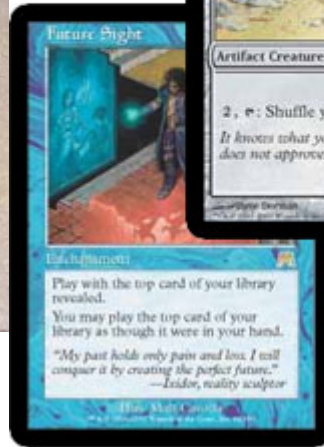 Future Sight
Artifact Creature
2, : Shuffle y
It knows what yo
does not approve
Enchantment
Play with the top card of your library
revealed.
You may play the top card of your
library as though it were in your hand.
"My past holds only pain and loss. I will
conquer it by creating the perfect future."
—Ixidor, reality sculptor